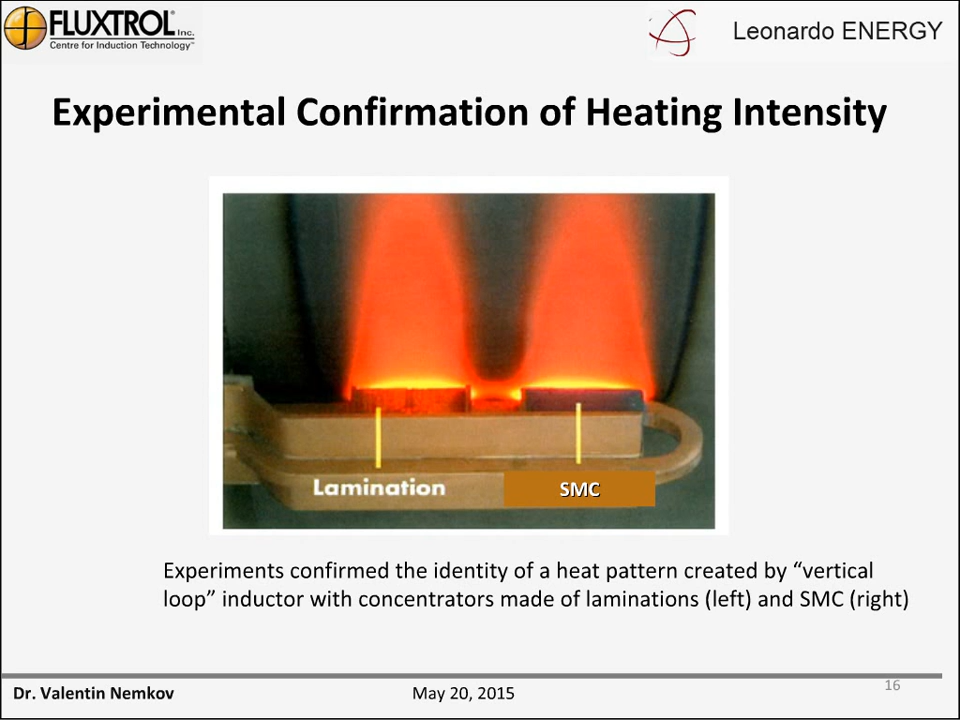 FLUXTROL® Inc.
Centre for Induction Technology™
Leonardo ENERGY
Experimental Confirmation of Heating Intensity
Lamination
SMC
Experiments confirmed the identity of a heat pattern created by “vertical
loop” inductor with concentrators made of laminations (left) and SMC (right)
Dr. Valentin Nemkov
May 20, 2015
16